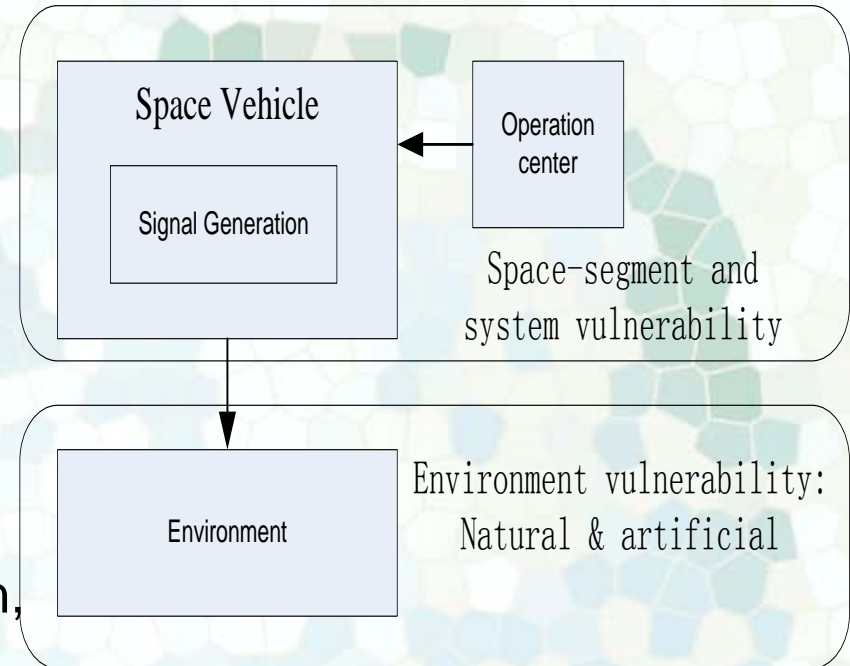 Space Vehicle
Signal Generation
Operation
center
Space-segment and
system vulnerability
Environment
Environment vulnerability:
Natural & artificial